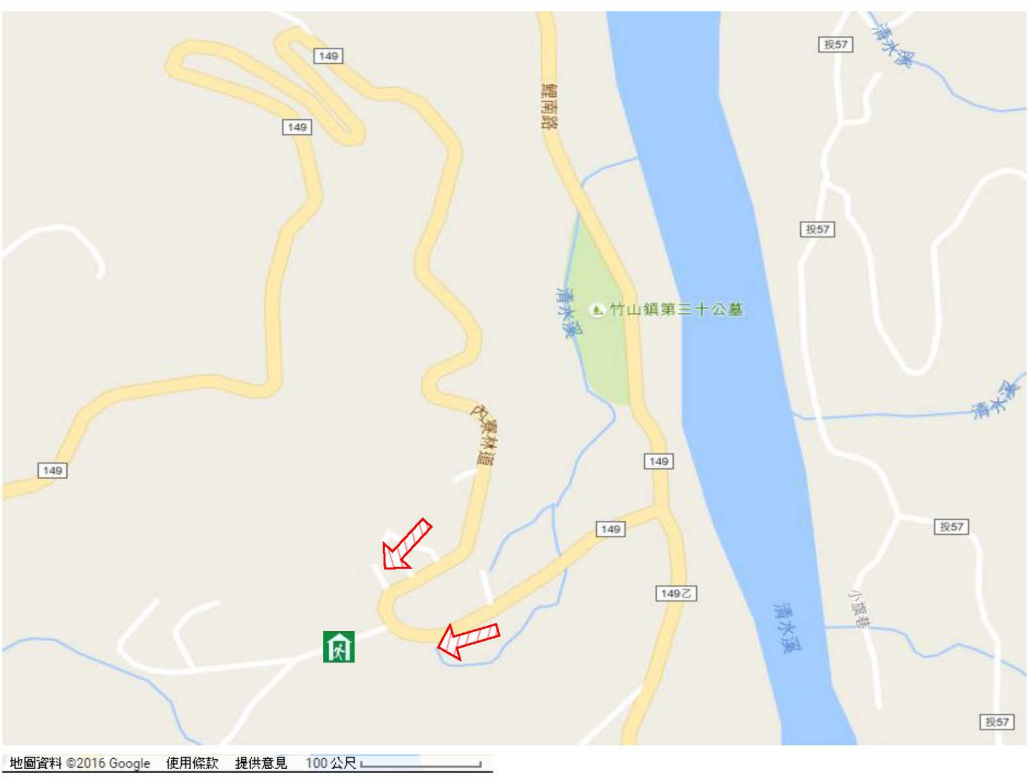 149
投57
清水溪
鯉南路
149
投57
清水溪
竹山鎮第三十公墓
清水溪
內寮林道
149
149
149
投57
149乙
小旗巷
清水溪
投57
地圖資料 ©2016 Google 使用條款 提供意見 100 公尺